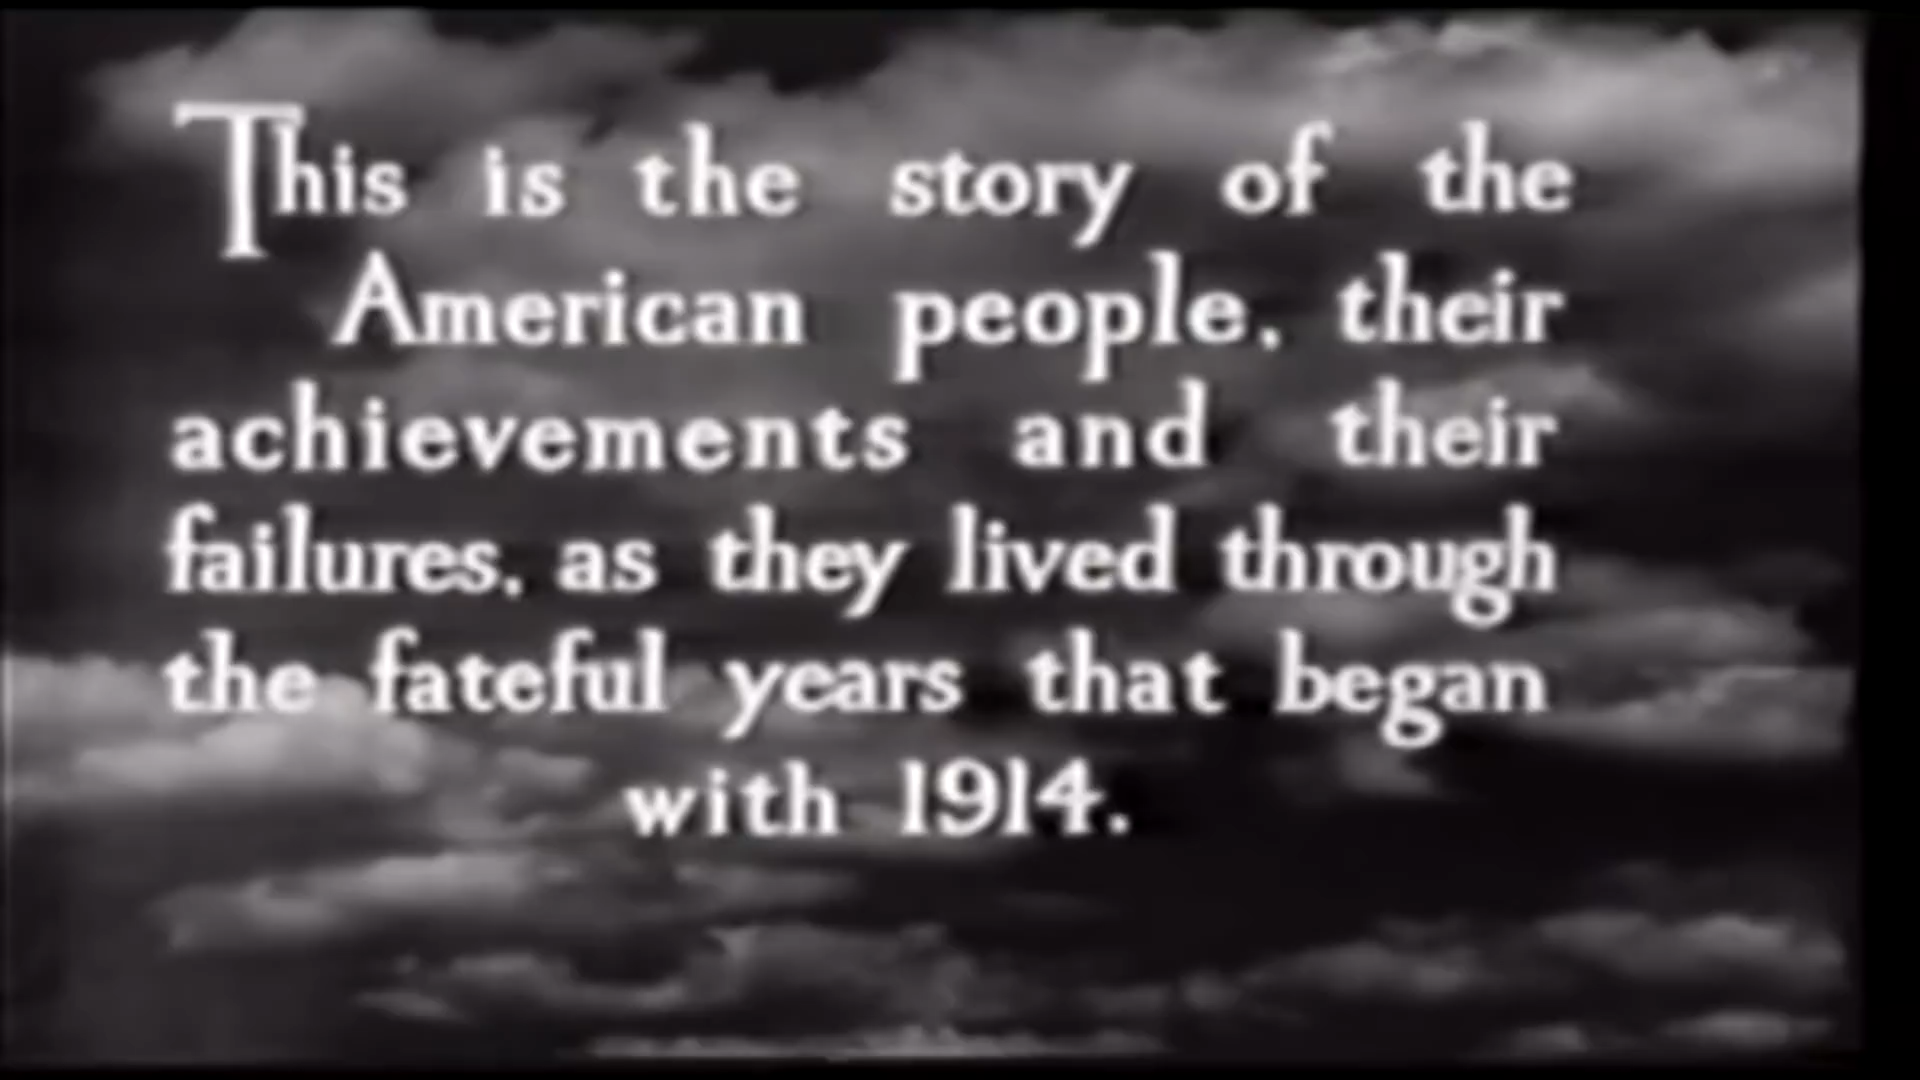 This is the story of the
American people, their
achievements and their
failures, as they lived through
the fateful years that began
with 1914.